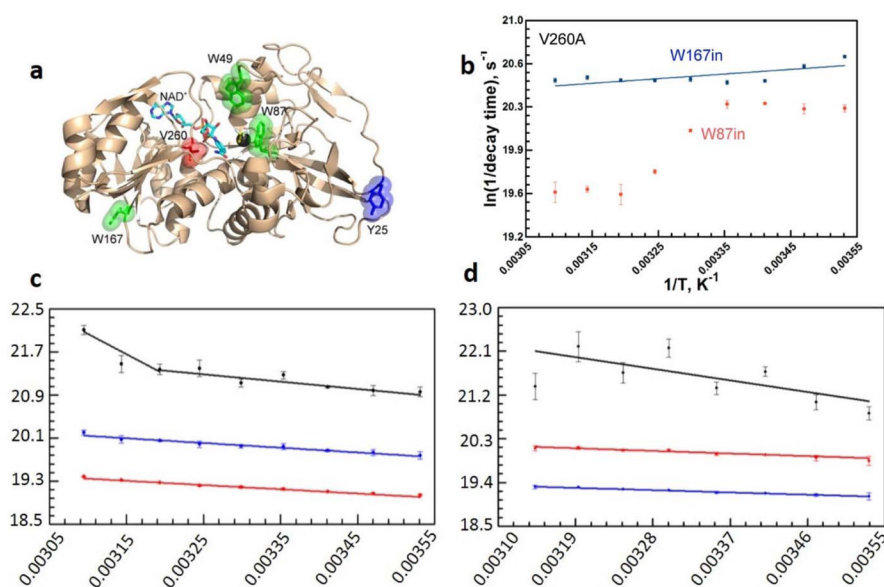 a
W49
NAD+
W87
V260
W167
Y25
b
V260A
W167in
W87in
ln(1/decay time), s⁻¹
21.0
20.6
20.3
19.9
19.6
19.2
0.00305
0.00315
0.00325
0.00335
0.00345
0.00355
1/T, K⁻¹
c
22.5
21.7
20.9
20.1
19.3
18.5
0.00305
0.00315
0.00325
0.00335
0.00345
0.00355
d
23.0
22.1
21.2
20.3
19.4
18.5
0.00310
0.00319
0.00328
0.00337
0.00346
0.00355